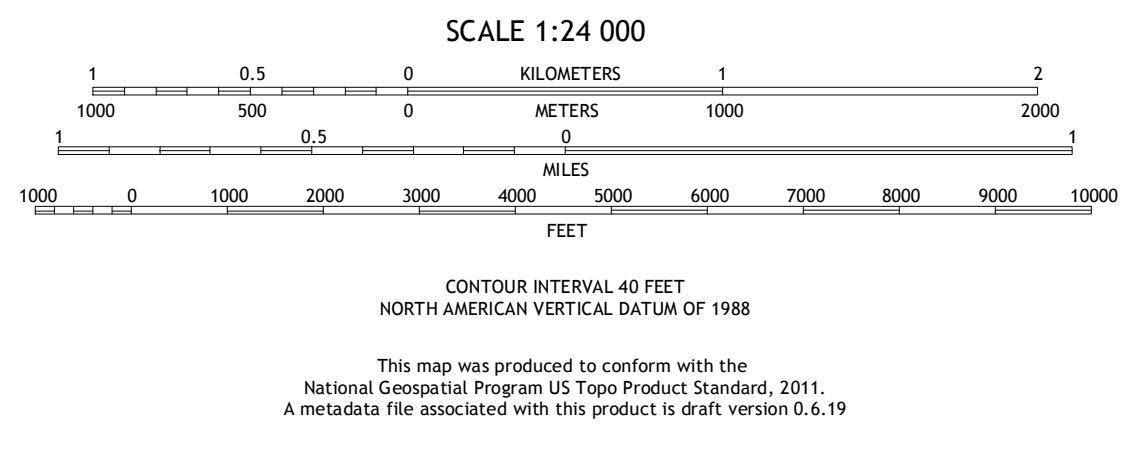 SCALE 1:24 000
1 0.5 0 KILOMETERS 1 2
1000 500 0 METERS 1000 2000
1 0.5 0 1
MILES
1000 0 1000 2000 3000 4000 5000 6000 7000 8000 9000 10000
FEET
CONTOUR INTERVAL 40 FEET
NORTH AMERICAN VERTICAL DATUM OF 1988
This map was produced to conform with the
National Geospatial Program US Topo Product Standard, 2011.
A metadata file associated with this product is draft version 0.6.19